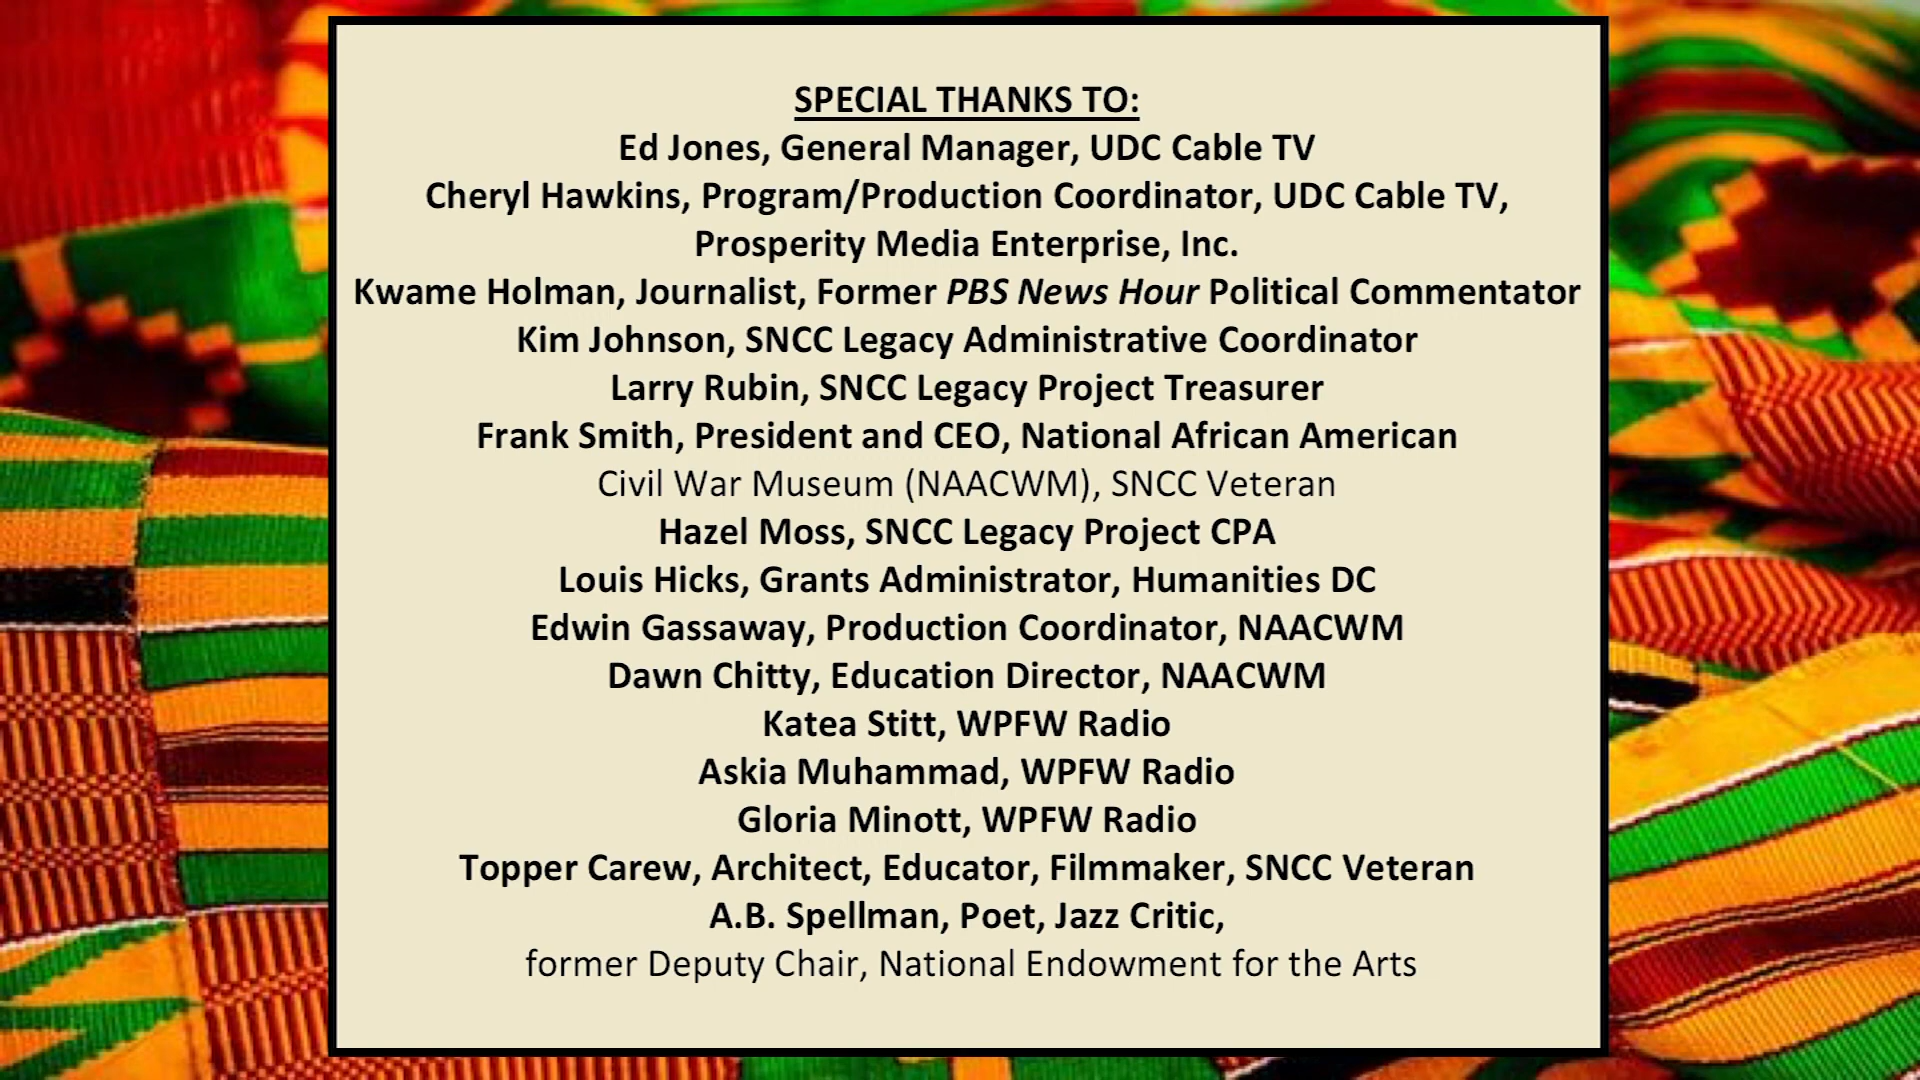 SPECIAL THANKS TO:
Ed Jones, General Manager, UDC Cable TV
Cheryl Hawkins, Program/Production Coordinator, UDC Cable TV,
Prosperity Media Enterprise, Inc.
Kwame Holman, Journalist, Former PBS News Hour Political Commentator
Kim Johnson, SNCC Legacy Administrative Coordinator
Larry Rubin, SNCC Legacy Project Treasurer
Frank Smith, President and CEO, National African American
Civil War Museum (NAACWM), SNCC Veteran
Hazel Moss, SNCC Legacy Project CPA
Louis Hicks, Grants Administrator, Humanities DC
Edwin Gassaway, Production Coordinator, NAACWM
Dawn Chitty, Education Director, NAACWM
Katea Stitt, WPFW Radio
Askia Muhammad, WPFW Radio
Gloria Minott, WPFW Radio
Topper Carew, Architect, Educator, Filmmaker, SNCC Veteran
A.B. Spellman, Poet, Jazz Critic,
former Deputy Chair, National Endowment for the Arts